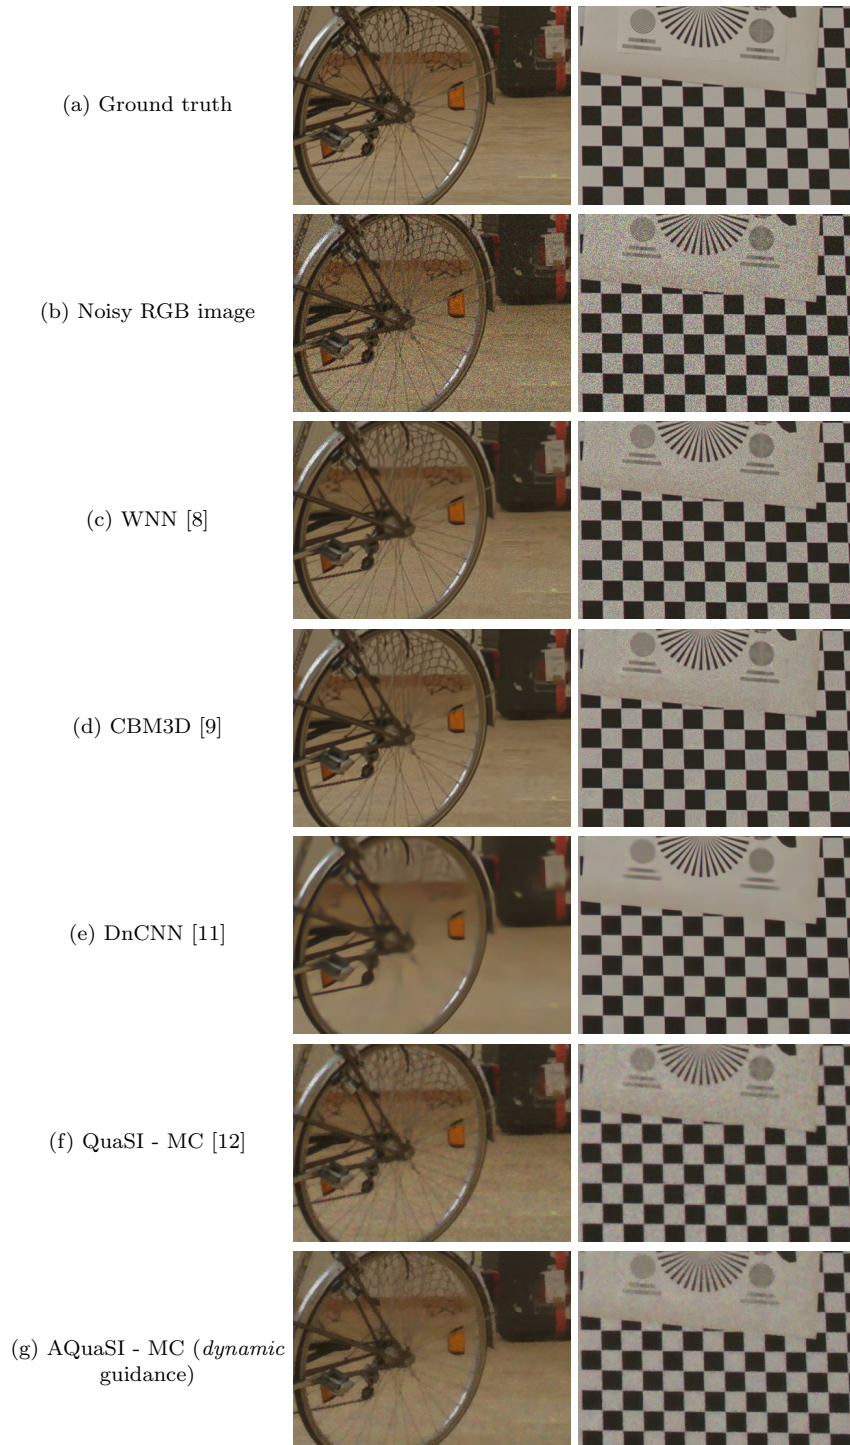 (a) Ground truth
(b) Noisy RGB image
(c) WNN [8]
(d) CBM3D [9]
(e) DnCNN [11]
(f) QuaSI - MC [12]
(g) AQuaSI - MC (dynamic
guidance)